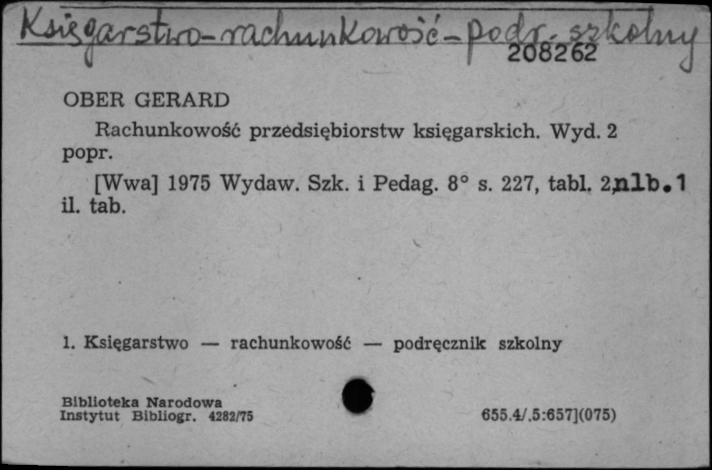 Księgarstwo-rachunkowość-podr. szkolny
208262
OBER GERARD
Rachunkowość przedsiębiorstw księgarskich. Wyd. 2
popr.
[Wwa] 1975 Wydaw. Szk. i Pedag. 8° s. 227, tabl. 2,nlb.1
il. tab.
1. Księgarstwo — rachunkowość — podręcznik szkolny
Biblioteka Narodowa
Instytut Bibliogr. 4282/75
655.4/.5:657](075)